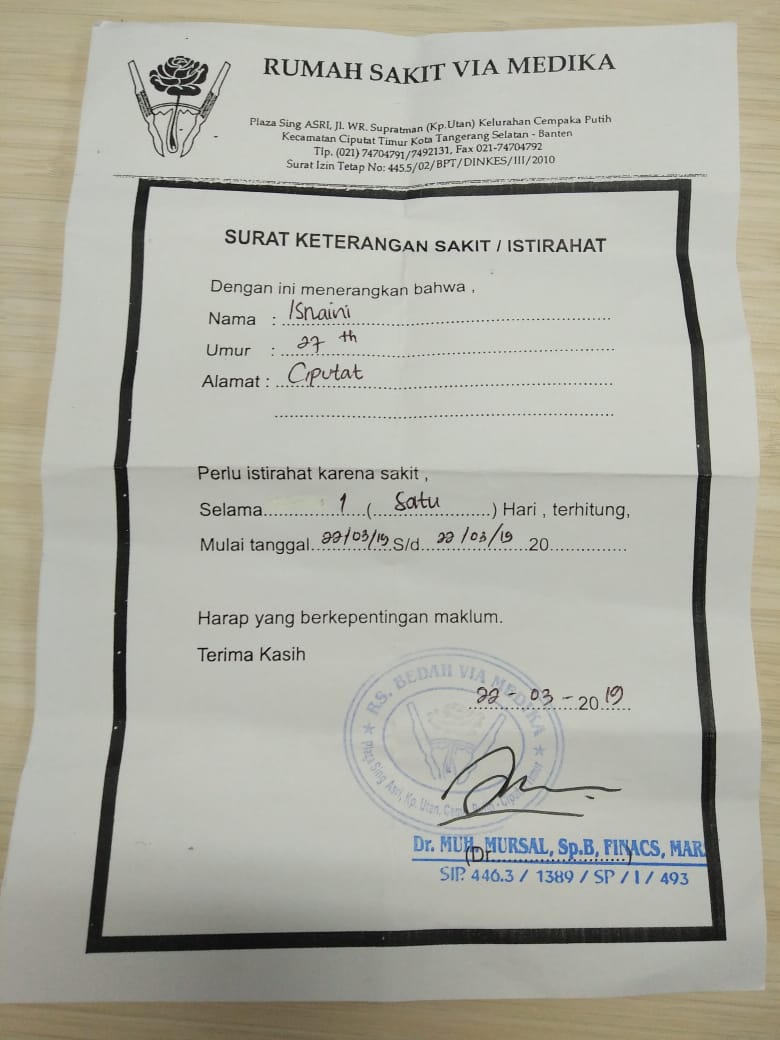 RUMAH SAKIT VIA MEDIKA
Plaza Sing ASRI, Jl. WR. Supratman (Kp.Utan) Kelurahan Cempaka Putih
Kecamatan Ciputat Timur Kota Tangerang Selatan - Banten
Tlp. (021) 74704791/7492131, Fax 021-74704792
Surat Izin Tetap No: 445.5/02/BPT/DINKES/III/2010
SURAT KETERANGAN SAKIT / ISTIRAHAT
Dengan ini menerangkan bahwa ,
Nama : Isnaini
Umur : 27 th
Alamat : Ciputat
Perlu istirahat karena sakit ,
Selama 1 ( Satu ) Hari , terhitung,
Mulai tanggal 22/03/19 S/d 22/03/19 20
Harap yang berkepentingan maklum.
Terima Kasih
22 - 03 - 2019
RS. BEDAH VIA MEDIKA
Plaza Sing Asri, Kp. Utan,
Dr. MUH. MURSAL, Sp.B, FINACS, MAR
(Dr. )
SIP. 446.3 / 1389 / SP / I / 493